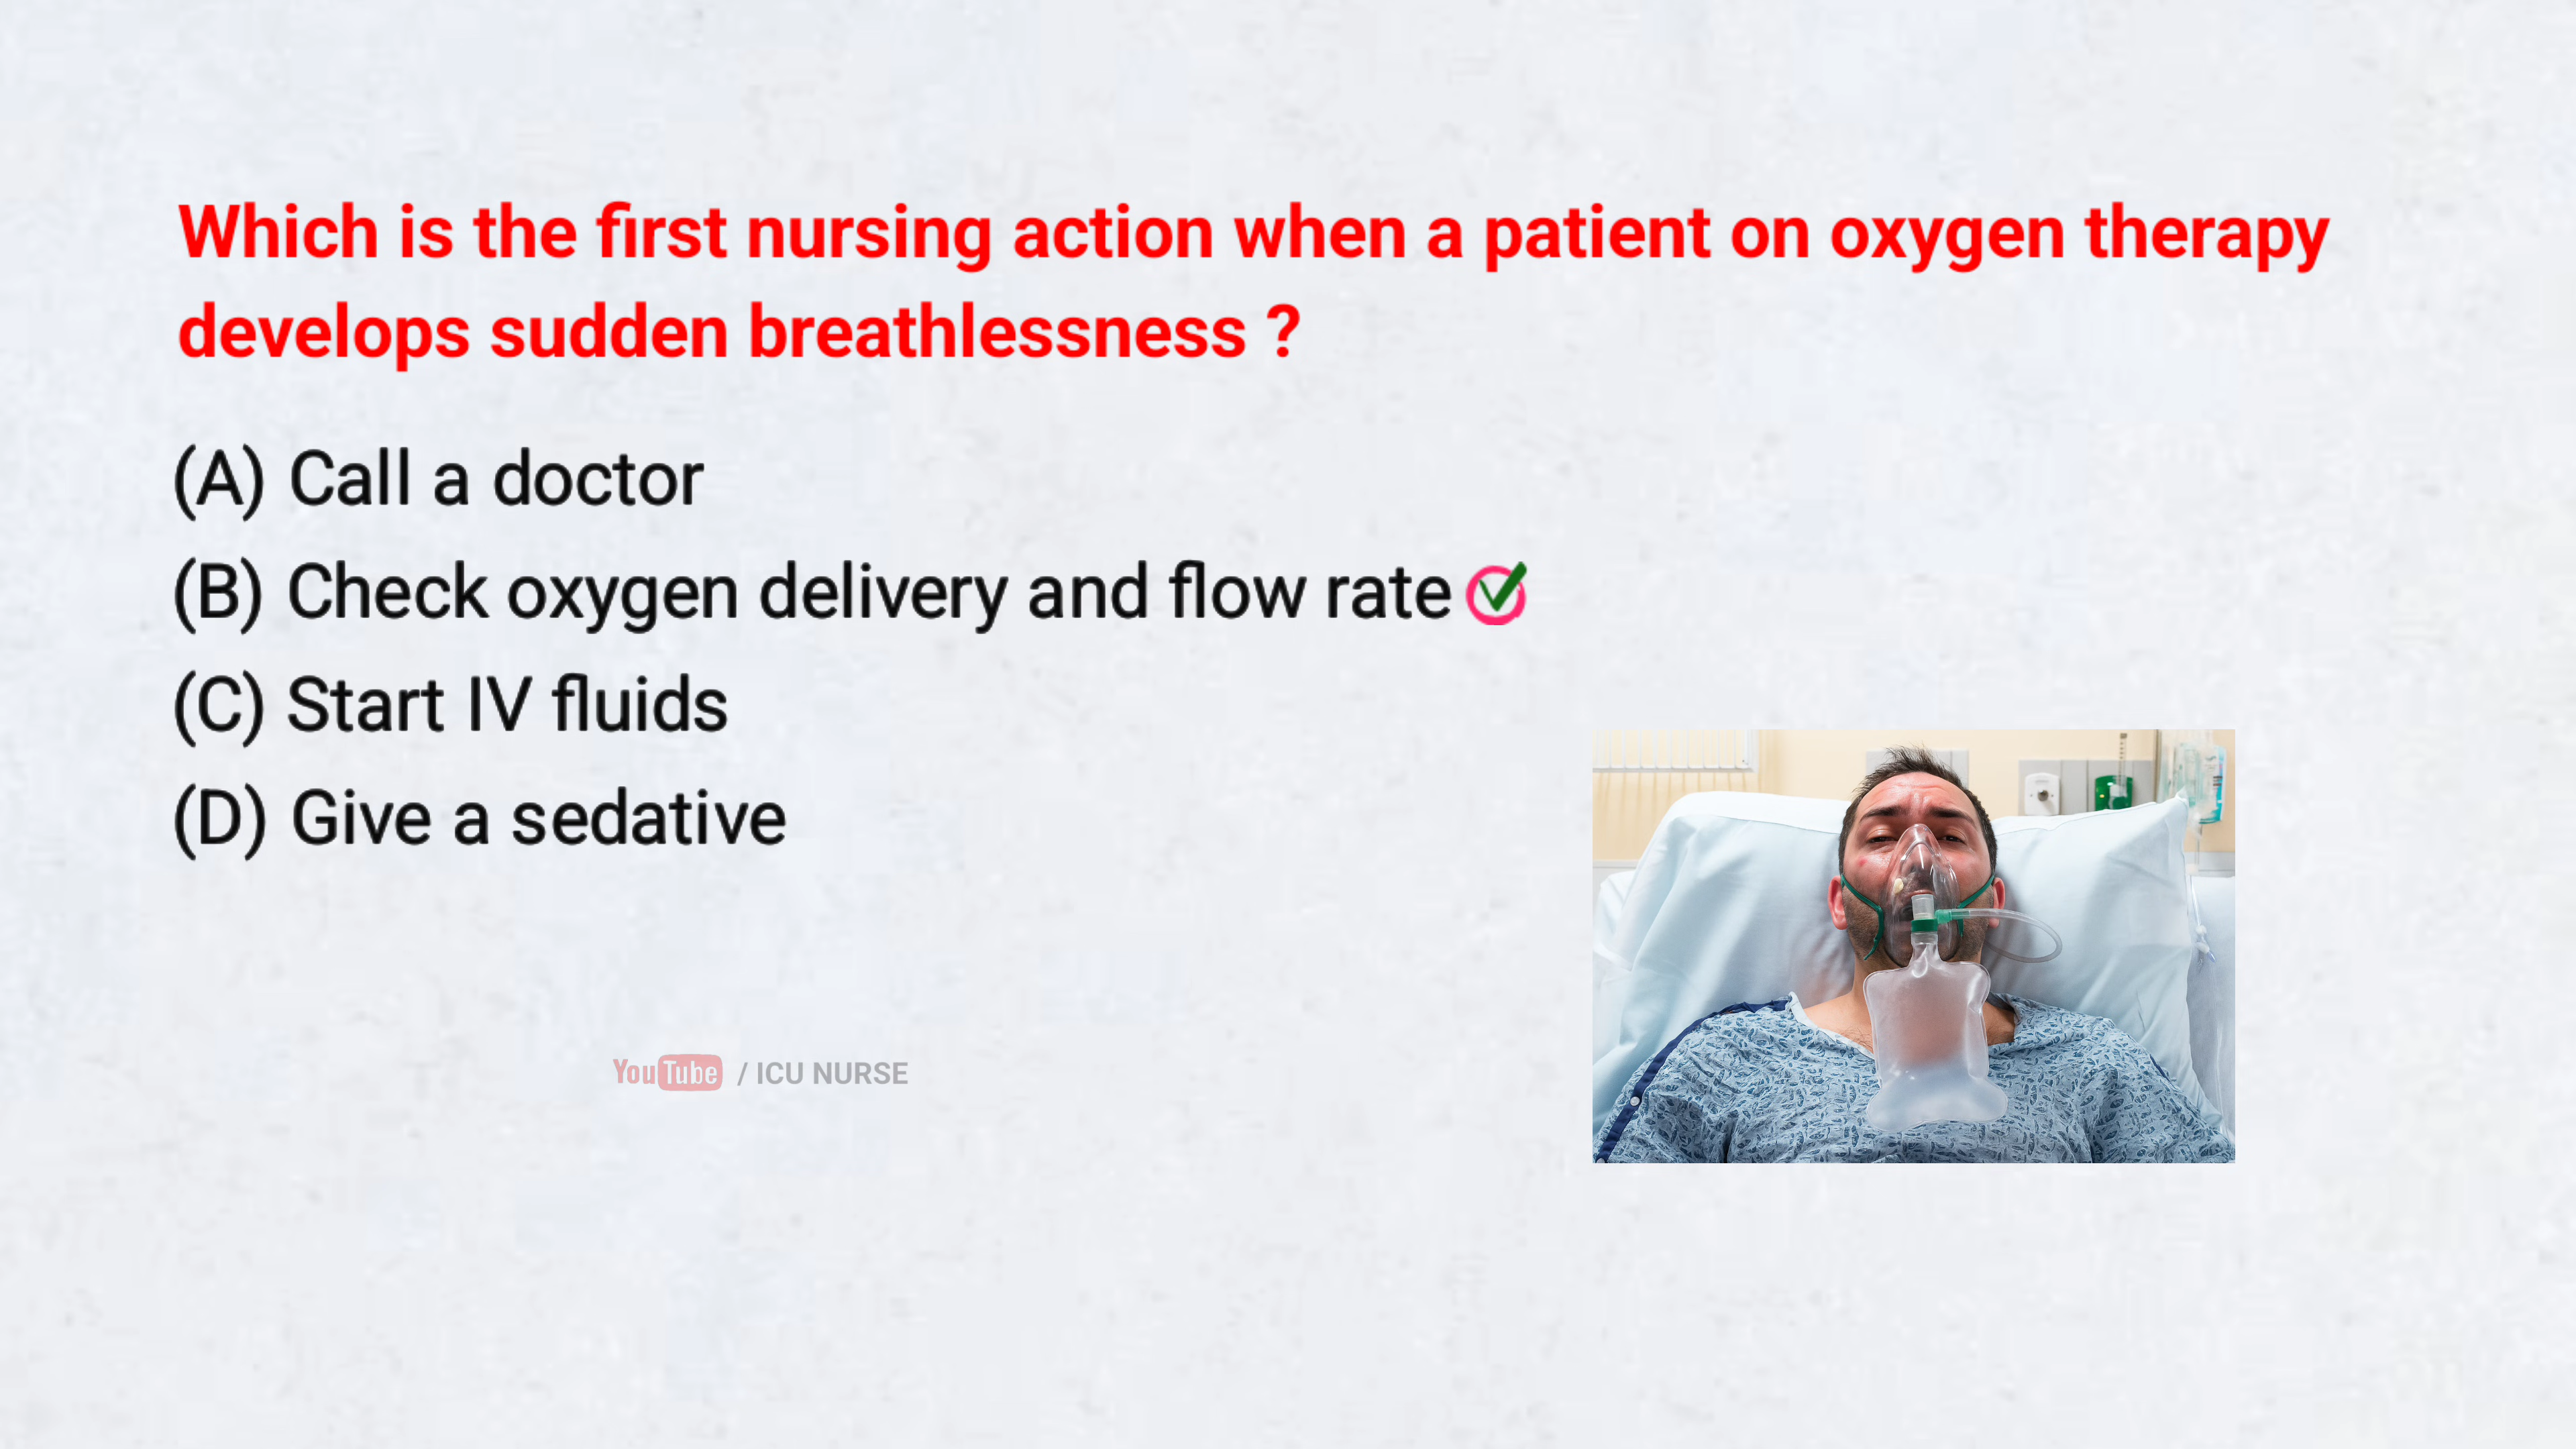 Which is the first nursing action when a patient on oxygen therapy
develops sudden breathlessness ?
(A) Call a doctor
(B) Check oxygen delivery and flow rate
(C) Start IV fluids
(D) Give a sedative
YouTube / ICU NURSE